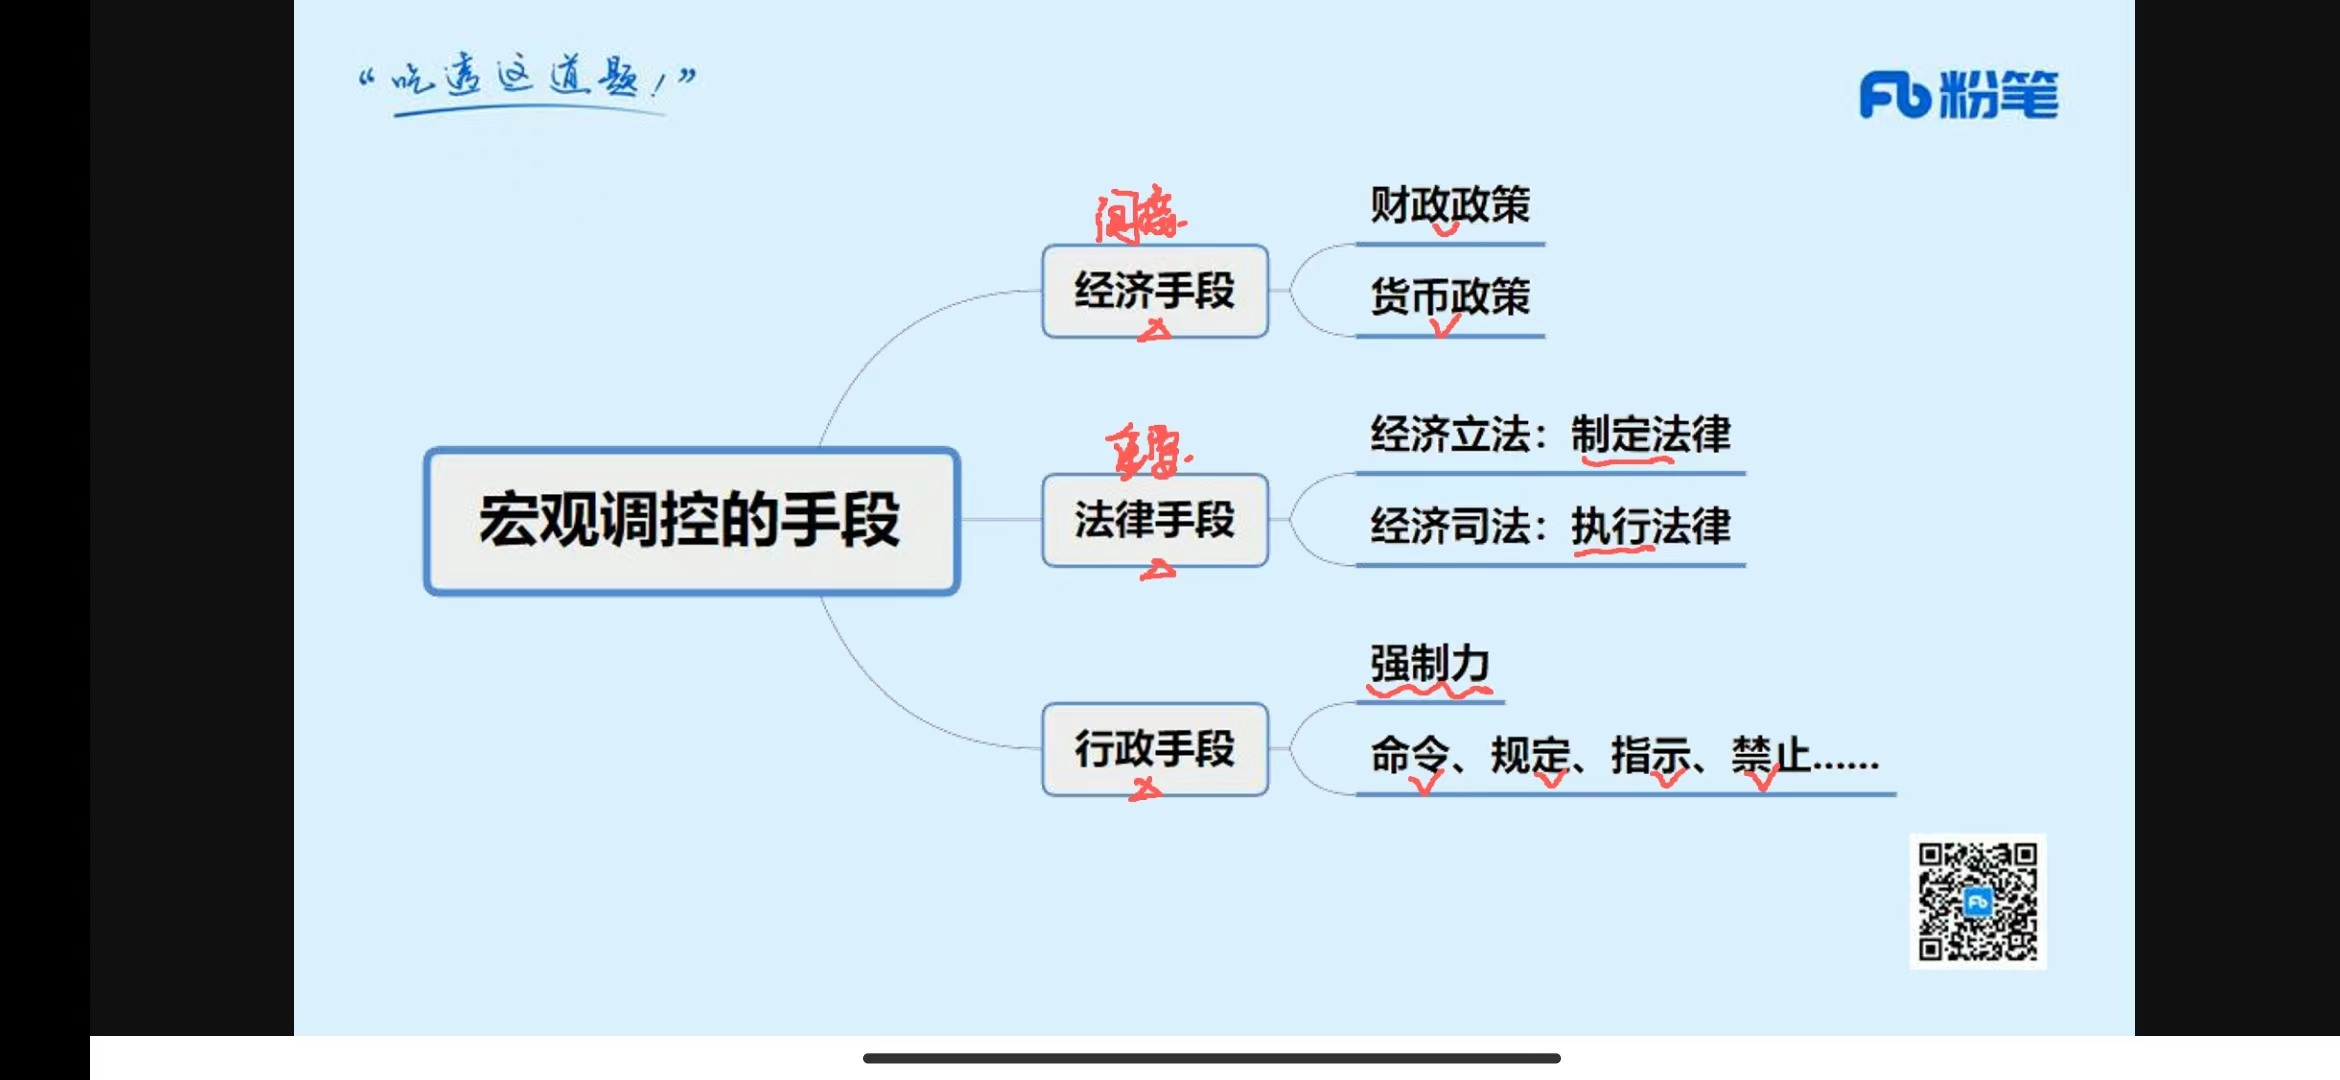 “吃透这道题！”
粉笔
间接
经济手段
财政政策
货币政策
宏观调控的手段
法律手段
经济立法：制定法律
经济司法：执行法律
行政手段
强制力
命令、规定、指示、禁止……